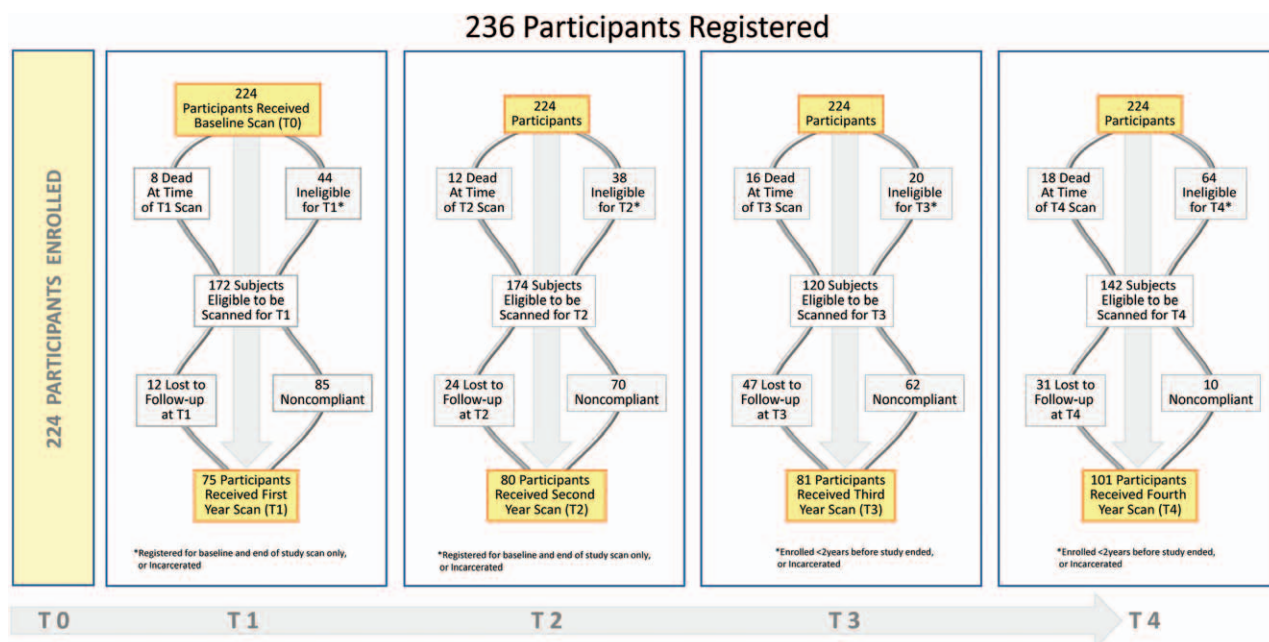 236 Participants Registered
224 PARTICIPANTS ENROLLED
224
Participants Received
Baseline Scan (T0)
8 Dead
At Time
of T1 Scan
44
Ineligible
for T1*
172 Subjects
Eligible to be
Scanned for T1
12 Lost to
Follow-up
at T1
85
Noncompliant
75 Participants
Received First
Year Scan (T1)
*Registered for baseline and end of study scan only,
or Incarcerated
224
Participants
12 Dead
At Time
of T2 Scan
38
Ineligible
for T2*
174 Subjects
Eligible to be
Scanned for T2
24 Lost to
Follow-up
at T2
70
Noncompliant
80 Participants
Received Second
Year Scan (T2)
*Registered for baseline and end of study scan only,
or Incarcerated
224
Participants
16 Dead
At Time
of T3 Scan
20
Ineligible
for T3*
120 Subjects
Eligible to be
Scanned for T3
47 Lost to
Follow-up
at T3
62
Noncompliant
81 Participants
Received Third
Year Scan (T3)
*Enrolled <2years before study ended,
or Incarcerated
224
Participants
18 Dead
At Time
of T4 Scan
64
Ineligible
for T4*
142 Subjects
Eligible to be
Scanned for T4
31 Lost to
Follow-up
at T4
10
Noncompliant
101 Participants
Received Fourth
Year Scan (T4)
*Enrolled <2years before study ended,
or Incarcerated
T 0
T 1
T 2
T 3
T 4